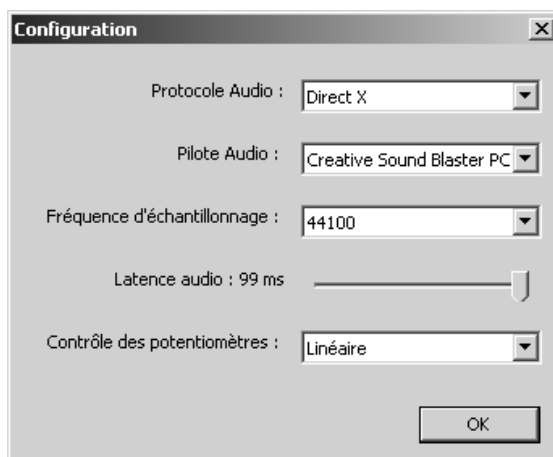 Configuration
Protocole Audio : Direct X
Pilote Audio : Creative Sound Blaster PC
Fréquence d'échantillonnage : 44100
Latence audio : 99 ms
Contrôle des potentiomètres : Linéaire
OK